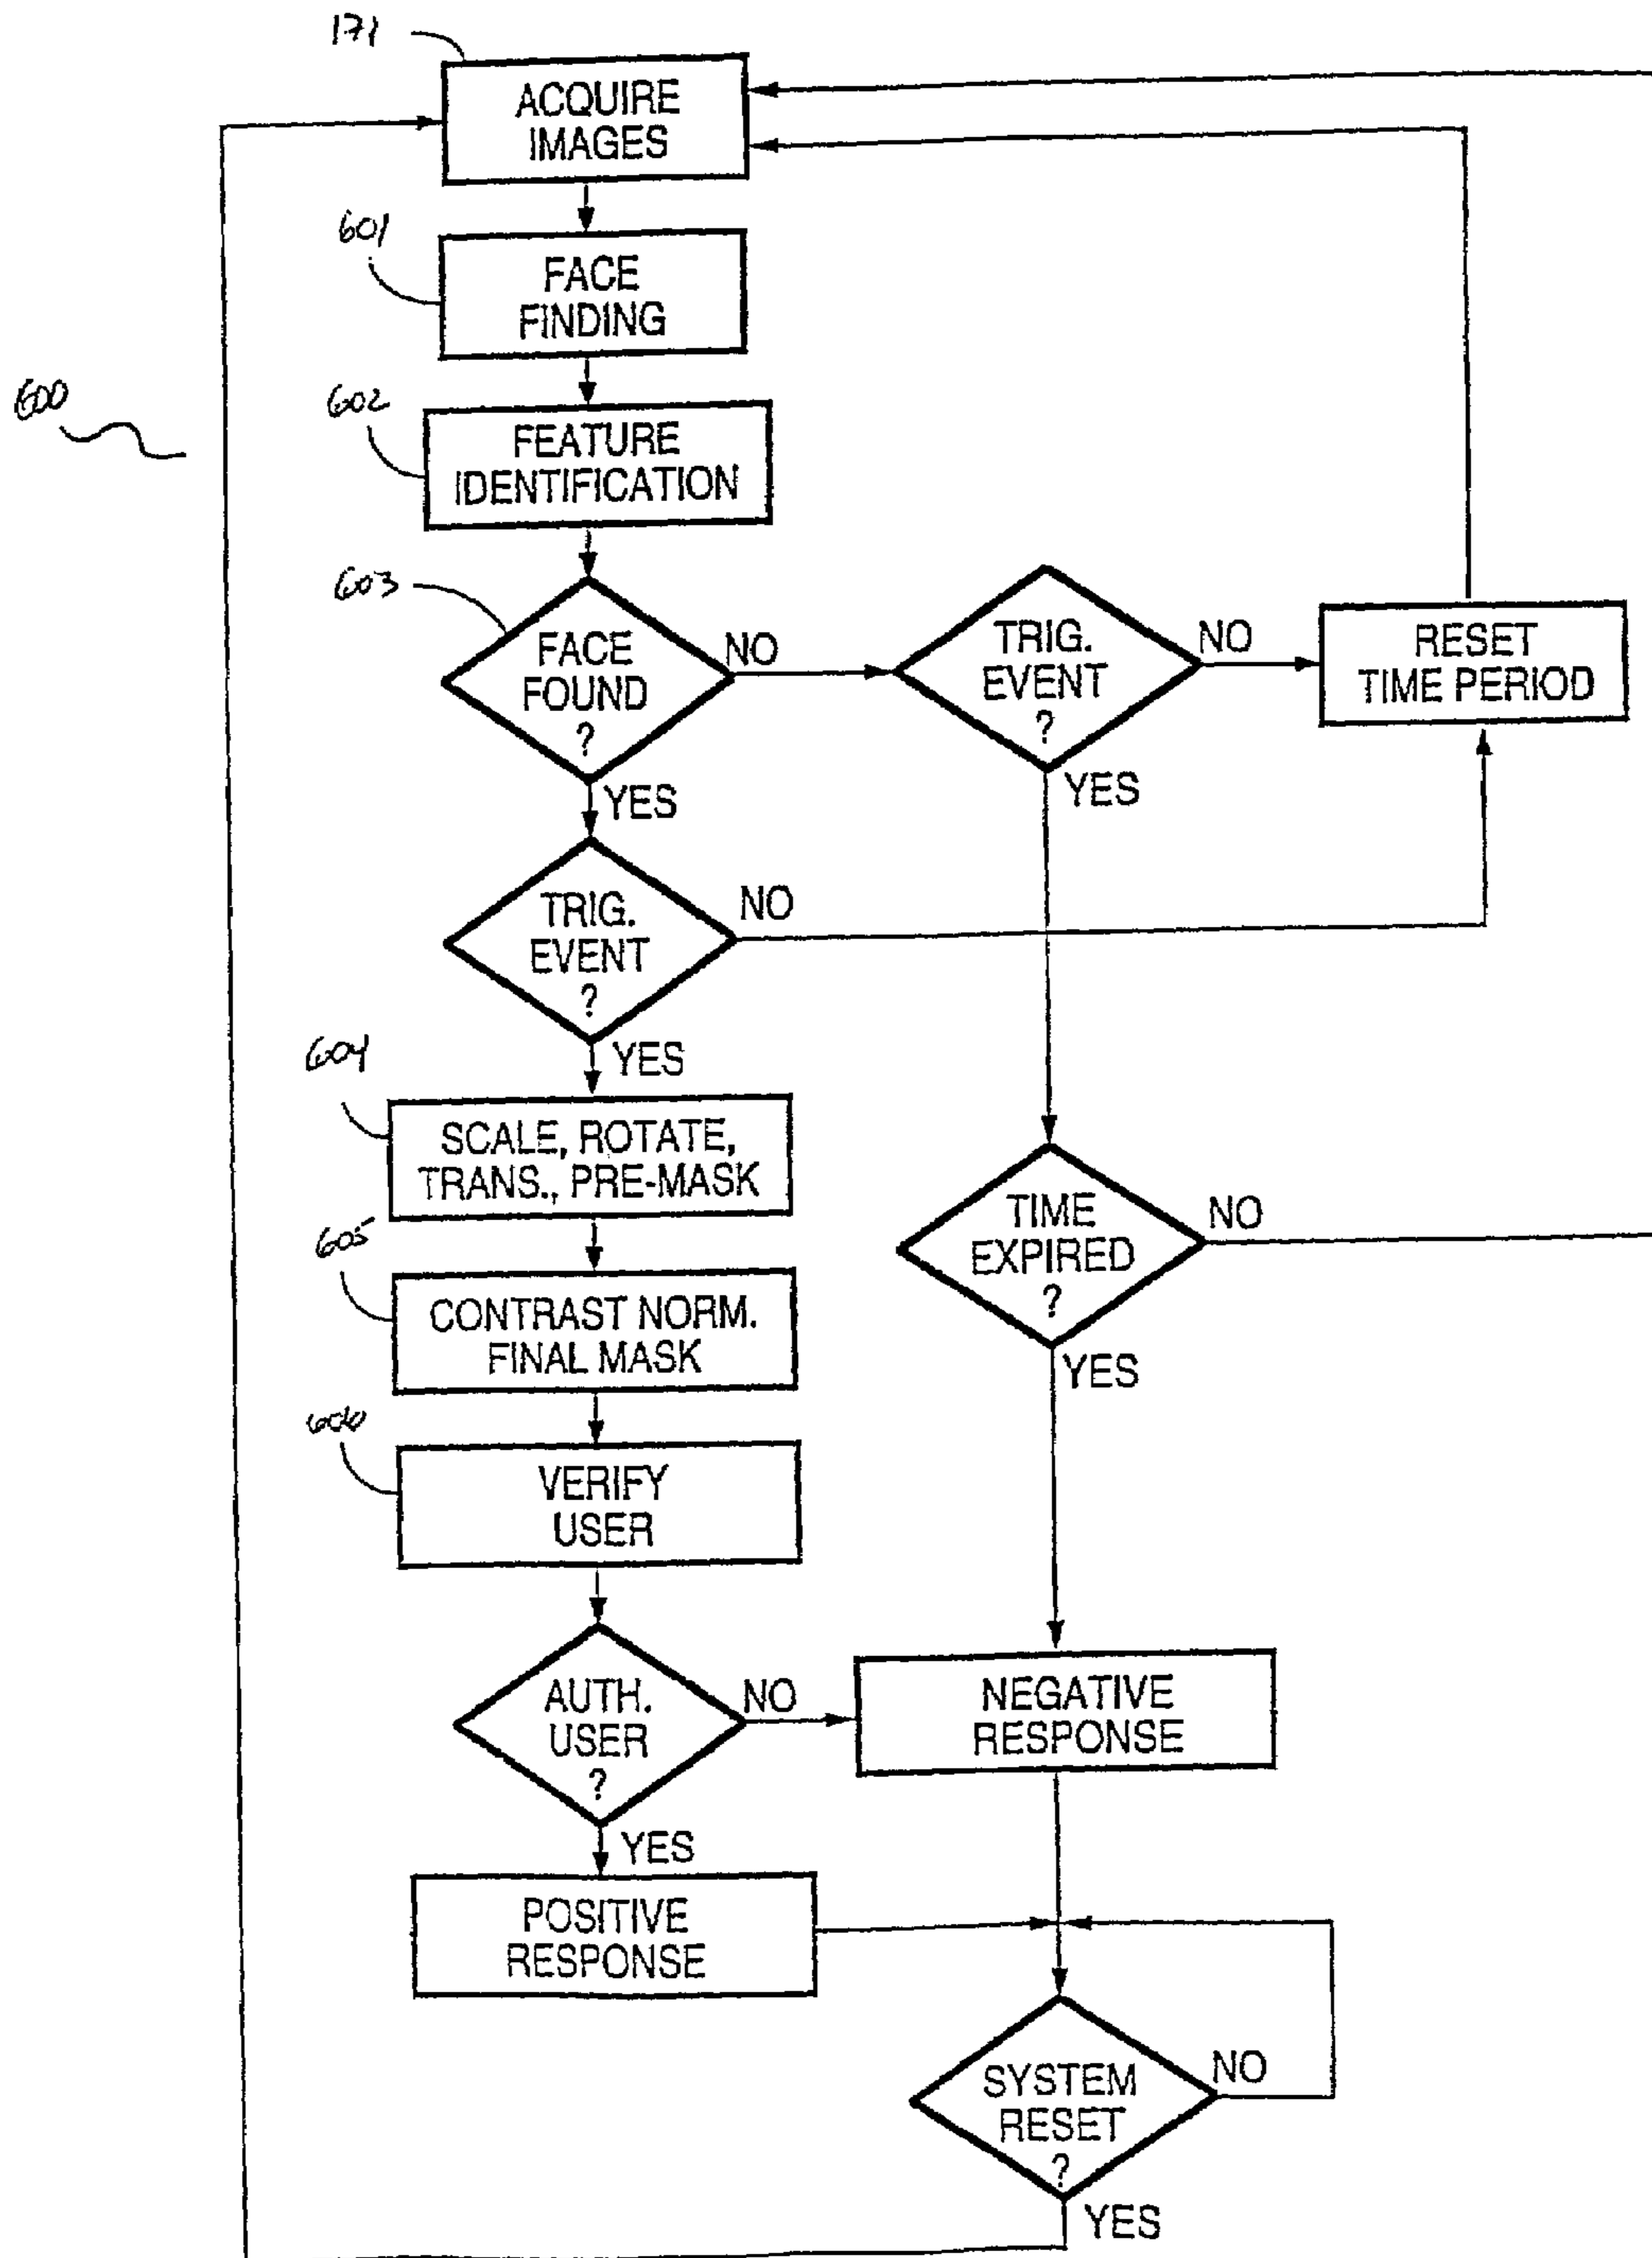 171
ACQUIRE
IMAGES
601
FACE
FINDING
600
602
FEATURE
IDENTIFICATION
603
FACE
FOUND
?
NO
TRIG.
EVENT
?
NO
RESET
TIME PERIOD
YES
YES
TRIG.
EVENT
?
NO
YES
604
SCALE, ROTATE,
TRANS., PRE-MASK
605
CONTRAST NORM.
FINAL MASK
TIME
EXPIRED
?
NO
YES
606
VERIFY
USER
AUTH.
USER
?
NO
NEGATIVE
RESPONSE
YES
POSITIVE
RESPONSE
SYSTEM
RESET
?
NO
YES